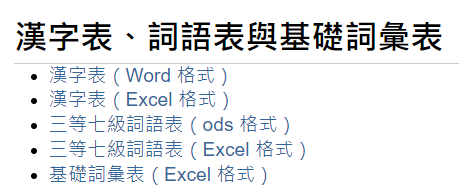 漢字表、詞語表與基礎詞彙表
漢字表（Word 格式）
漢字表（Excel 格式）
三等七級詞語表（ods 格式）
三等七級詞語表（Excel 格式）
基礎詞彙表（Excel 格式）